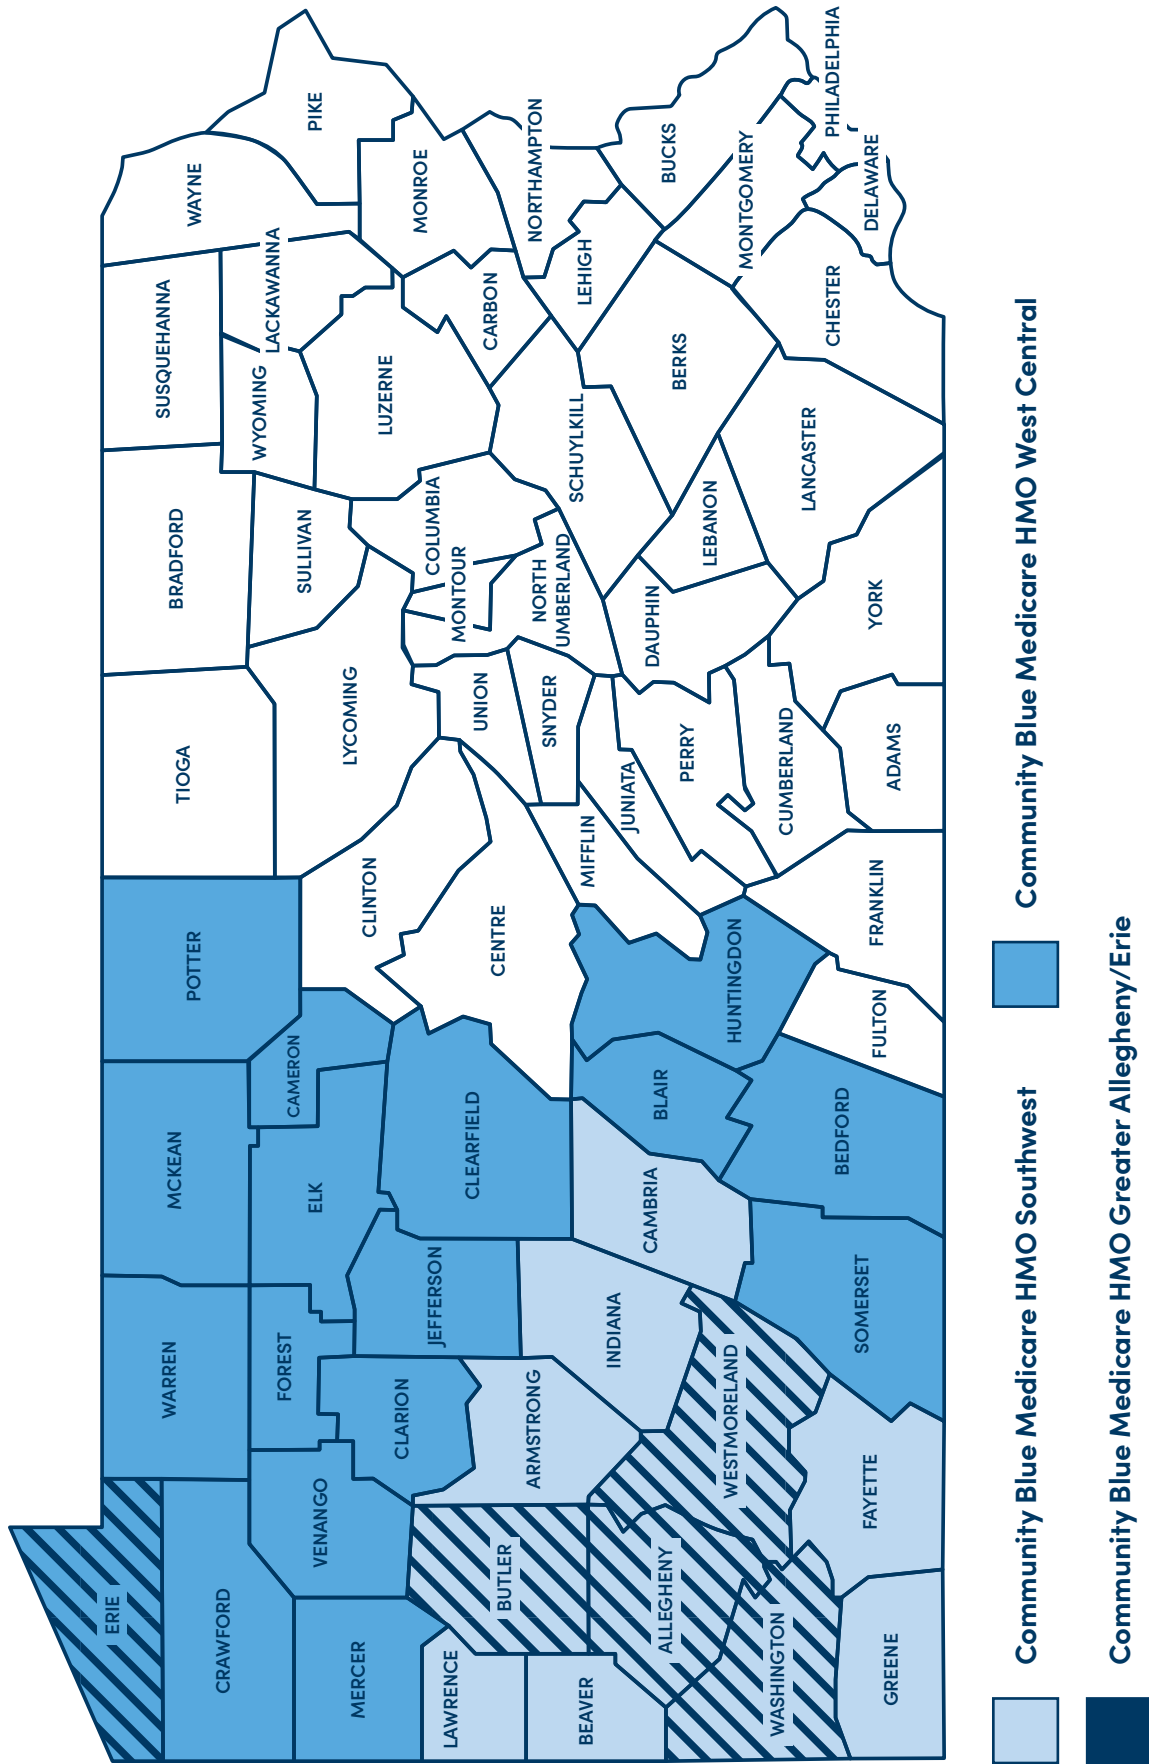 ERIE
CRAWFORD
WARREN
MCKEAN
POTTER
TIOGA
BRADFORD
SUSQUEHANNA
WAYNE
PIKE
MERCER
VENANGO
FOREST
ELK
CAMERON
CLINTON
LYCOMING
SULLIVAN
WYOMING
LACKAWANNA
LUZERNE
MONROE
LAWRENCE
BUTLER
CLARION
JEFFERSON
CLEARFIELD
CENTRE
UNION
MONTOUR
COLUMBIA
CARBON
NORTHAMPTON
BEAVER
ARMSTRONG
INDIANA
CAMBRIA
BLAIR
HUNTINGDON
MIFFLIN
JUNIATA
SNYDER
NORTH
UMBERLAND
SCHUYLKILL
LEHIGH
BUCKS
ALLEGHENY
WESTMORELAND
PERRY
DAUPHIN
LEBANON
BERKS
MONTGOMERY
PHILADELPHIA
WASHINGTON
SOMERSET
BEDFORD
CUMBERLAND
LANCASTER
CHESTER
DELAWARE
GREENE
FAYETTE
FULTON
FRANKLIN
ADAMS
YORK
Community Blue Medicare HMO Southwest
Community Blue Medicare HMO West Central
Community Blue Medicare HMO Greater Allegheny/Erie